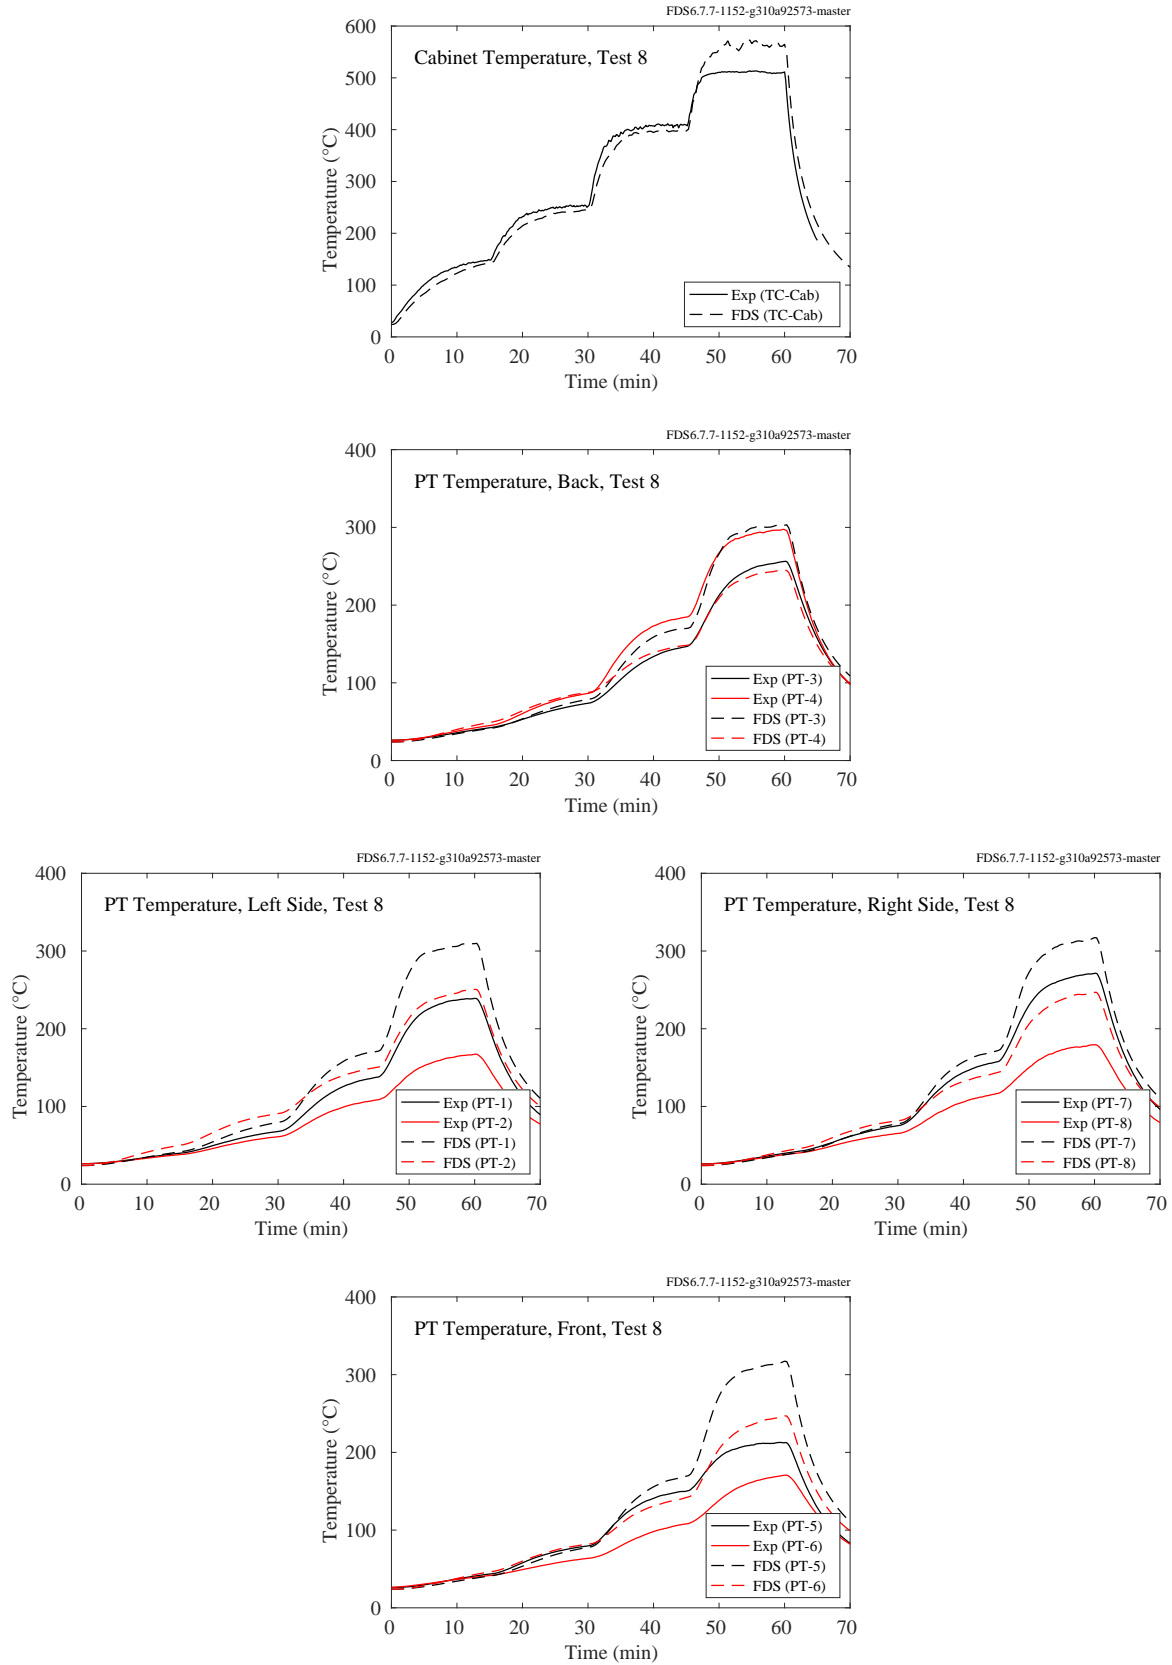 FDS6.7.7-1152-g310a92573-master
Cabinet Temperature, Test 8
600
500
400
300
200
100
0
Temperature (°C)
Exp (TC-Cab)
FDS (TC-Cab)
0 10 20 30 40 50 60 70
Time (min)
FDS6.7.7-1152-g310a92573-master
PT Temperature, Back, Test 8
400
300
200
100
0
Temperature (°C)
Exp (PT-3)
Exp (PT-4)
FDS (PT-3)
FDS (PT-4)
0 10 20 30 40 50 60 70
Time (min)
FDS6.7.7-1152-g310a92573-master
PT Temperature, Left Side, Test 8
400
300
200
100
0
Temperature (°C)
Exp (PT-1)
Exp (PT-2)
FDS (PT-1)
FDS (PT-2)
0 10 20 30 40 50 60 70
Time (min)
FDS6.7.7-1152-g310a92573-master
PT Temperature, Right Side, Test 8
400
300
200
100
0
Temperature (°C)
Exp (PT-7)
Exp (PT-8)
FDS (PT-7)
FDS (PT-8)
0 10 20 30 40 50 60 70
Time (min)
FDS6.7.7-1152-g310a92573-master
PT Temperature, Front, Test 8
400
300
200
100
0
Temperature (°C)
Exp (PT-5)
Exp (PT-6)
FDS (PT-5)
FDS (PT-6)
0 10 20 30 40 50 60 70
Time (min)